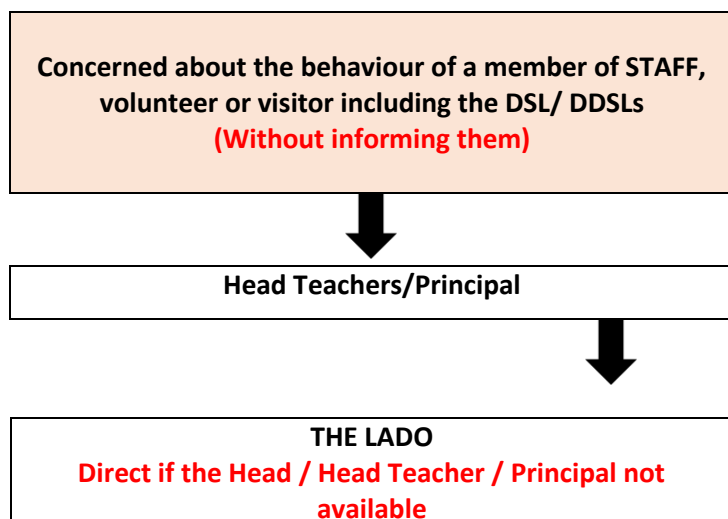 Concerned about the behaviour of a member of STAFF,
volunteer or visitor including the DSL/ DDSLs
(Without informing them)
Head Teachers/Principal
THE LADO
Direct if the Head / Head Teacher / Principal not
available